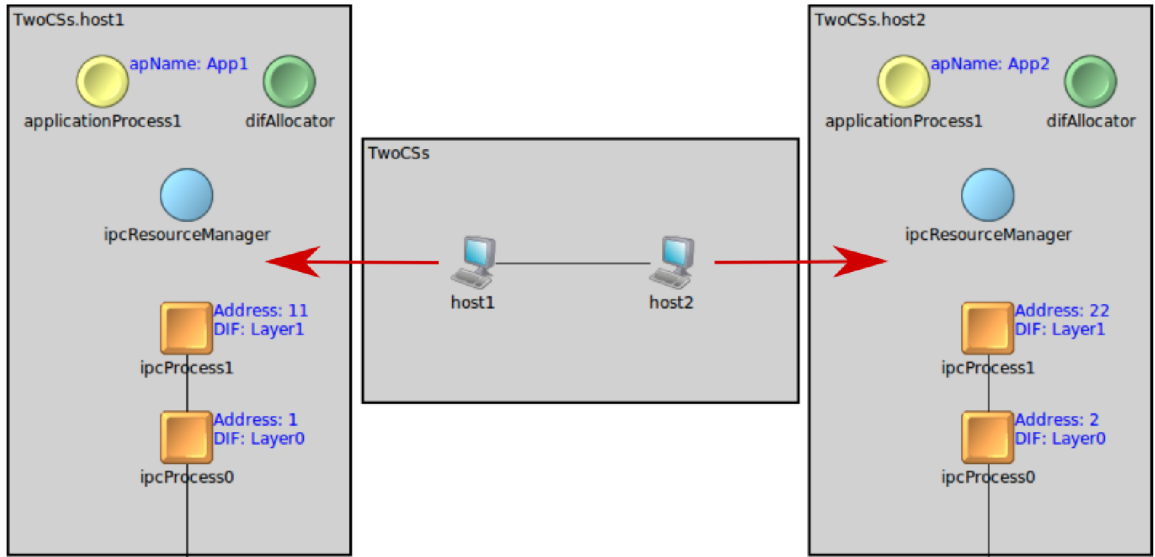 TwoCSs.host1
apName: App1
applicationProcess1
difAllocator
ipcResourceManager
Address: 11
DIF: Layer1
ipcProcess1
Address: 1
DIF: Layer0
ipcProcess0
TwoCSs
host1
host2
TwoCSs.host2
apName: App2
applicationProcess1
difAllocator
ipcResourceManager
Address: 22
DIF: Layer1
ipcProcess1
Address: 2
DIF: Layer0
ipcProcess0